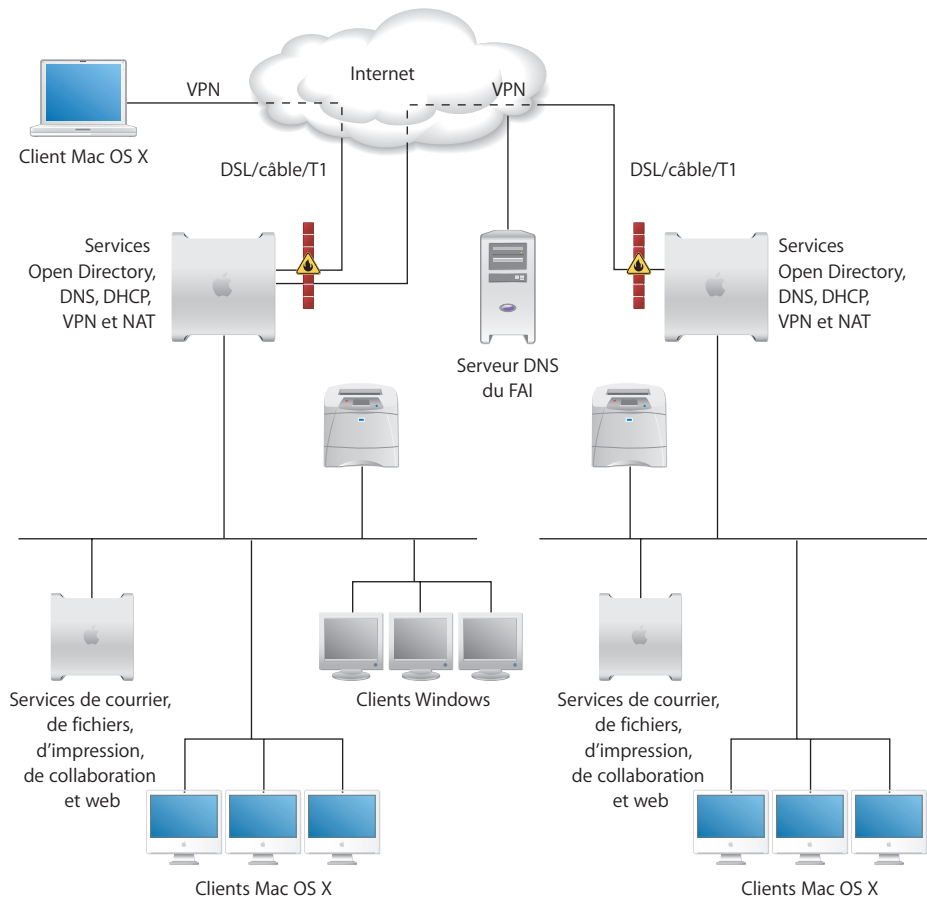 Internet
VPN
VPN
Client Mac OS X
DSL/câble/T1
DSL/câble/T1
Services
Open Directory,
DNS, DHCP,
VPN et NAT
Services
Open Directory,
DNS, DHCP,
VPN et NAT
Serveur DNS
du FAI
Services de courrier,
de fichiers,
d’impression,
de collaboration
et web
Clients Windows
Services de courrier,
de fichiers,
d’impression,
de collaboration
et web
Clients Mac OS X
Clients Mac OS X